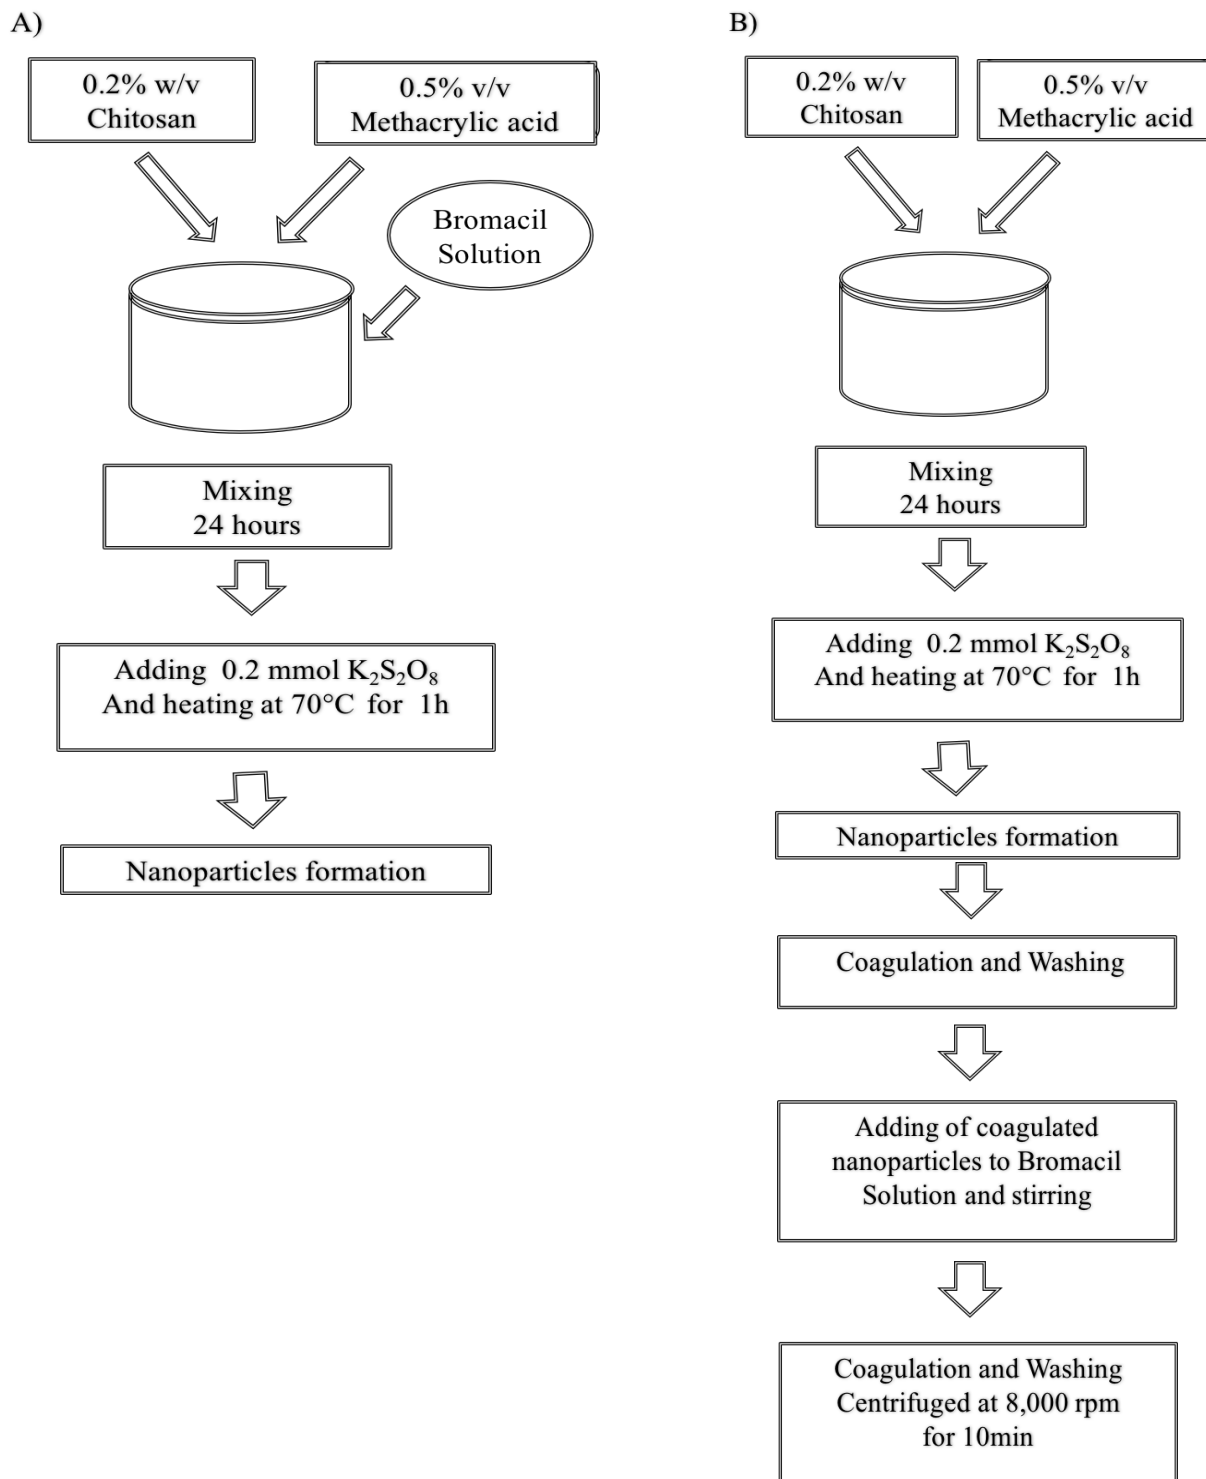 A)
0.2% w/v
Chitosan
0.5% v/v
Methacrylic acid
Bromacil
Solution
Mixing
24 hours
Adding 0.2 mmol K₂S₂O₈
And heating at 70°C for 1h
Nanoparticles formation
B)
0.2% w/v
Chitosan
0.5% v/v
Methacrylic acid
Mixing
24 hours
Adding 0.2 mmol K₂S₂O₈
And heating at 70°C for 1h
Nanoparticles formation
Coagulation and Washing
Adding of coagulated
nanoparticles to Bromacil
Solution and stirring
Coagulation and Washing
Centrifuged at 8,000 rpm
for 10min